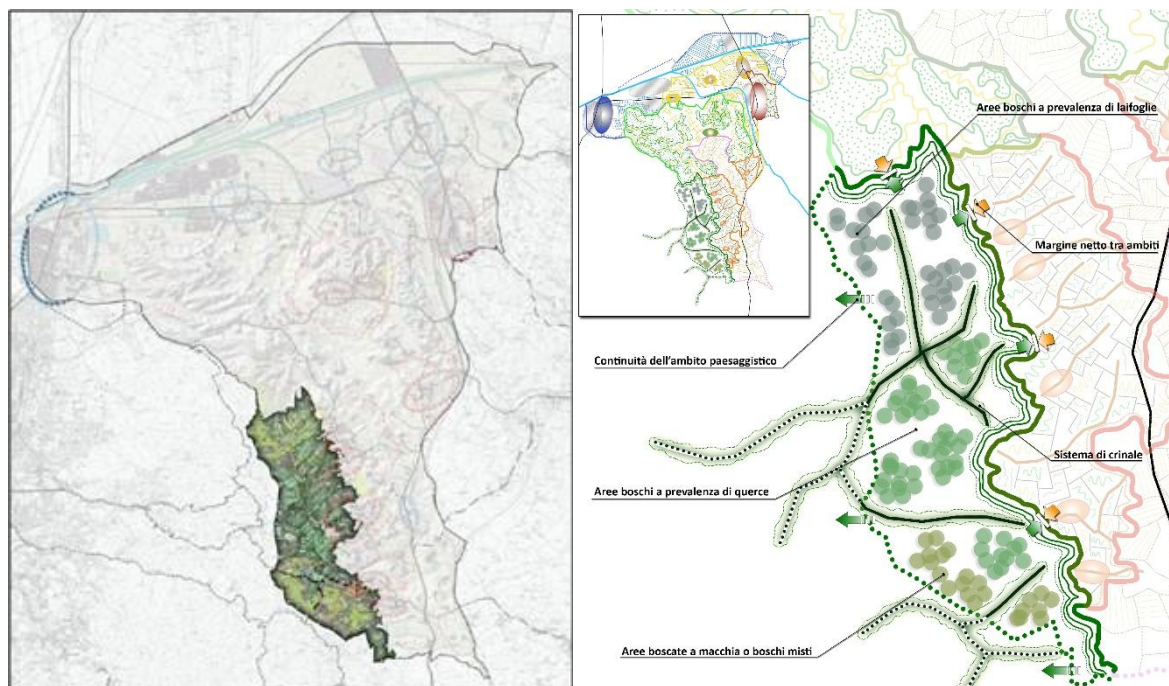 Aree boschi a prevalenza di laifoglie
Margine netto tra ambiti
Continuità dell'ambito paesaggistico
Sistema di crinale
Aree boschi a prevalenza di querce
Aree boscate a macchia o boschi misti